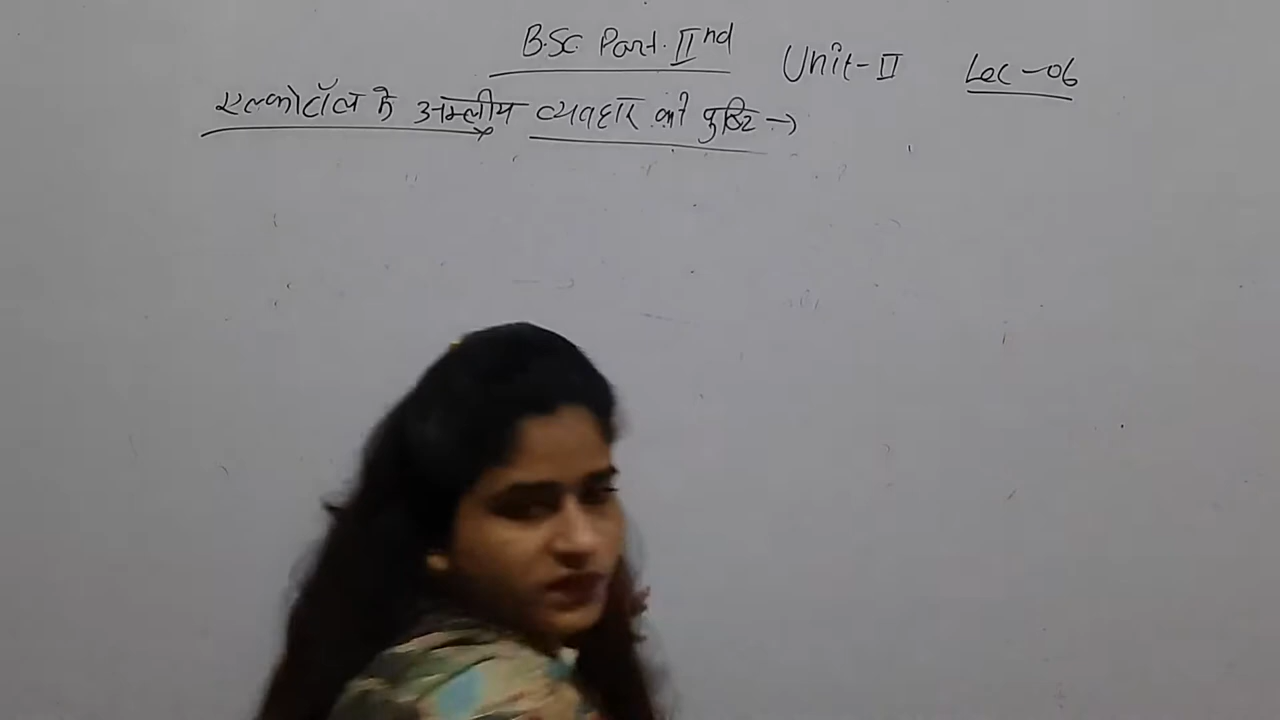 B.Sc. Part. IInd Unit-II Lec-06
एल्कोहॉल के अम्लीय व्यवहार की पुष्टि →